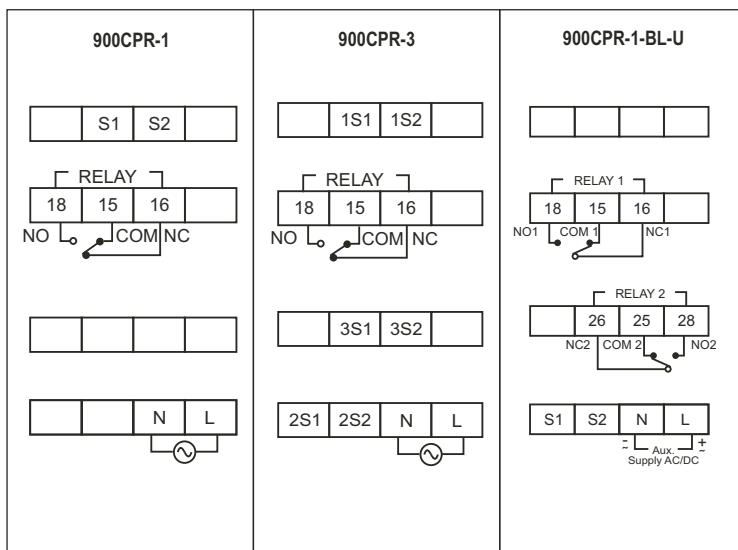 900CPR-1
S1 S2
RELAY
18 15 16
NO COM NC
N L
900CPR-3
1S1 1S2
RELAY
18 15 16
NO COM NC
3S1 3S2
2S1 2S2 N L
900CPR-1-BL-U
RELAY 1
18 15 16
NO1 COM 1 NC1
RELAY 2
26 25 28
NC2 COM 2 NO2
S1 S2 N L
- ~ Aux. + ~
Supply AC/DC